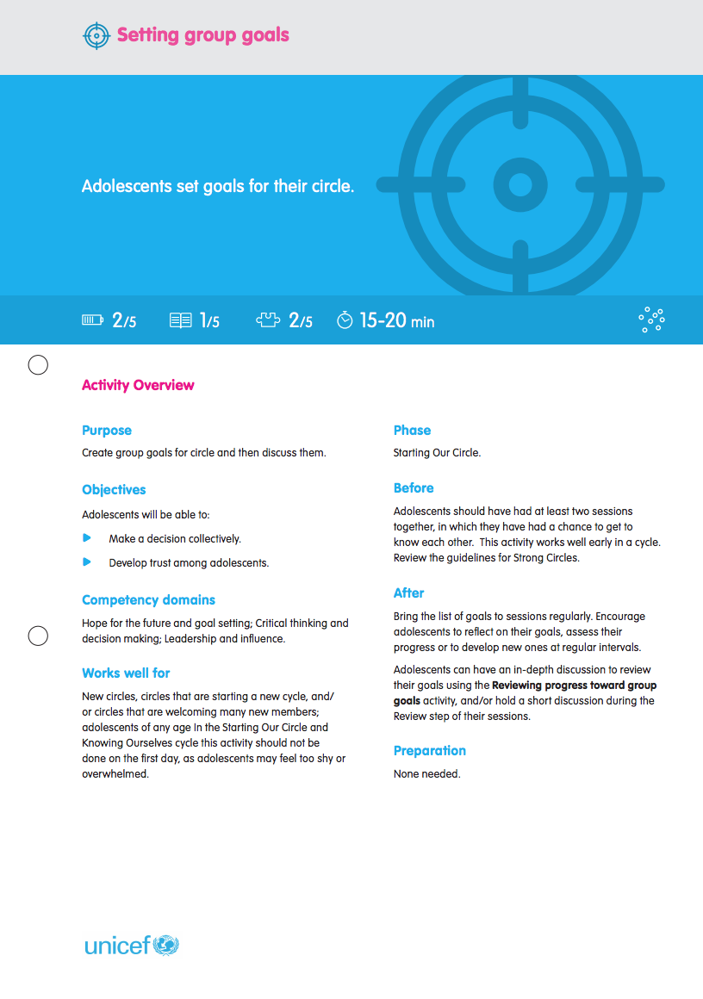 Setting group goals
Adolescents set goals for their circle.
2/5 1/5 2/5 15-20 min
Activity Overview
Purpose
Create group goals for circle and then discuss them.
Objectives
Adolescents will be able to:
Make a decision collectively.
Develop trust among adolescents.
Competency domains
Hope for the future and goal setting; Critical thinking and
decision making; Leadership and influence.
Works well for
New circles, circles that are starting a new cycle, and/
or circles that are welcoming many new members;
adolescents of any age In the Starting Our Circle and
Knowing Ourselves cycle this activity should not be
done on the first day, as adolescents may feel too shy or
overwhelmed.
Phase
Starting Our Circle.
Before
Adolescents should have had at least two sessions
together, in which they have had a chance to get to
know each other.  This activity works well early in a cycle.
Review the guidelines for Strong Circles.
After
Bring the list of goals to sessions regularly. Encourage
adolescents to reflect on their goals, assess their
progress or to develop new ones at regular intervals.
Adolescents can have an in-depth discussion to review
their goals using the Reviewing progress toward group
goals activity, and/or hold a short discussion during the
Review step of their sessions.
Preparation
None needed.
unicef